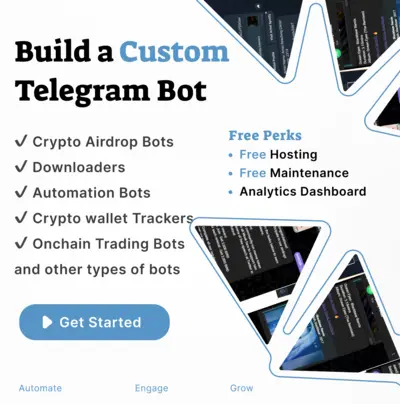 Build a Custom
Telegram Bot
✓ Crypto Airdrop Bots
✓ Downloaders
✓ Automation Bots
✓ Crypto wallet Trackers
✓ Onchain Trading Bots
and other types of bots
Free Perks
• Free Hosting
• Free Maintenance
• Analytics Dashboard
Get Started
Automate
Engage
Grow